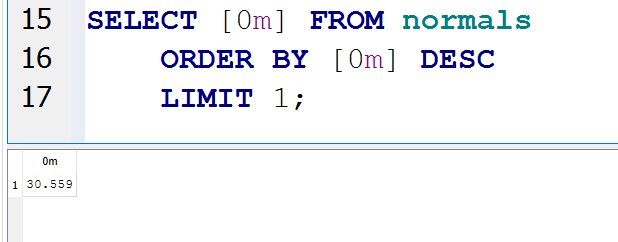 15 SELECT [0m] FROM normals
16 ORDER BY [0m] DESC
17 LIMIT 1;
0m
1 30.559